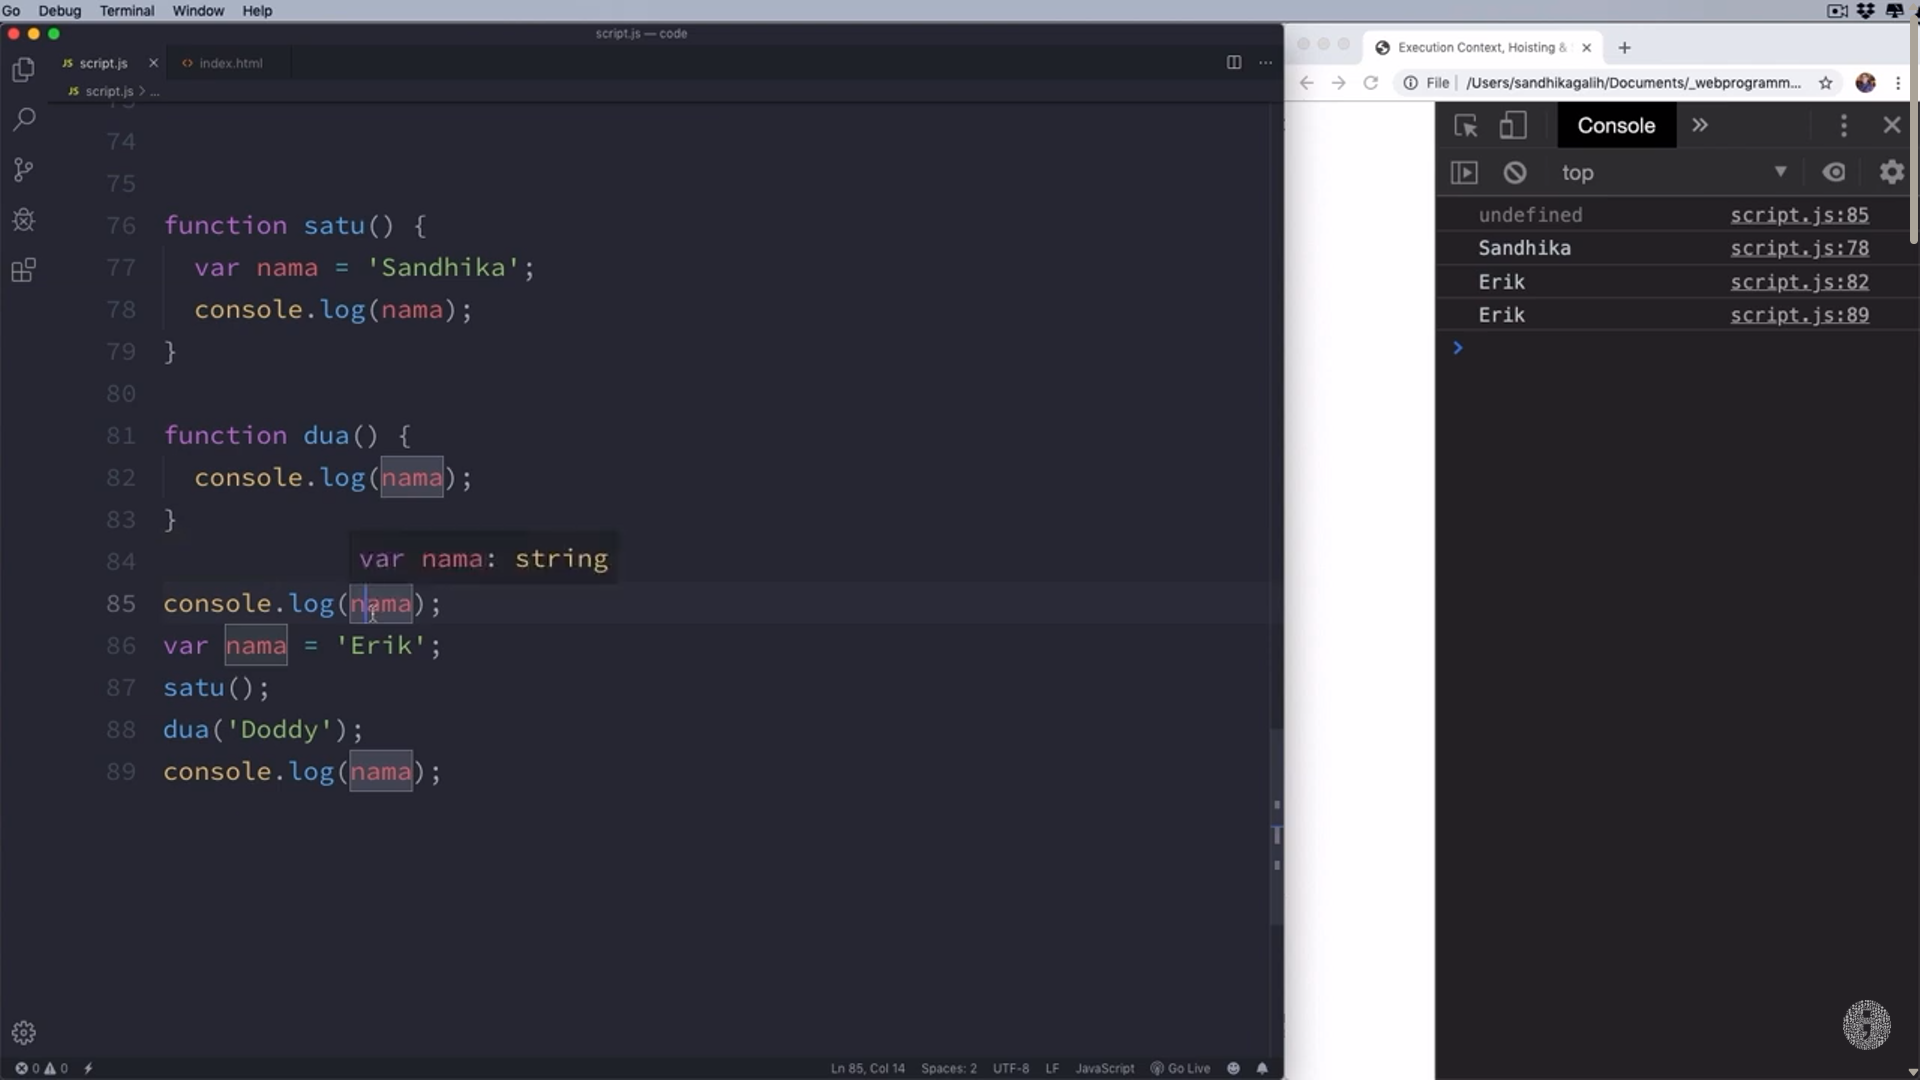 Go Debug Terminal Window Help
script.js — code
JS script.js
<> index.html
JS script.js > ...
74
75
76 function satu() {
77 var nama = 'Sandhika';
78 console.log(nama);
79 }
80
81 function dua() {
82 console.log(nama);
83 }
84
var nama: string
85 console.log(nama);
86 var nama = 'Erik';
87 satu();
88 dua('Doddy');
89 console.log(nama);
0 0
Ln 85, Col 14 Spaces: 2 UTF-8 LF JavaScript Go Live
Execution Context, Hoisting &
File /Users/sandhikagalih/Documents/_webprogramm...
Console
top
undefined script.js:85
Sandhika script.js:78
Erik script.js:82
Erik script.js:89